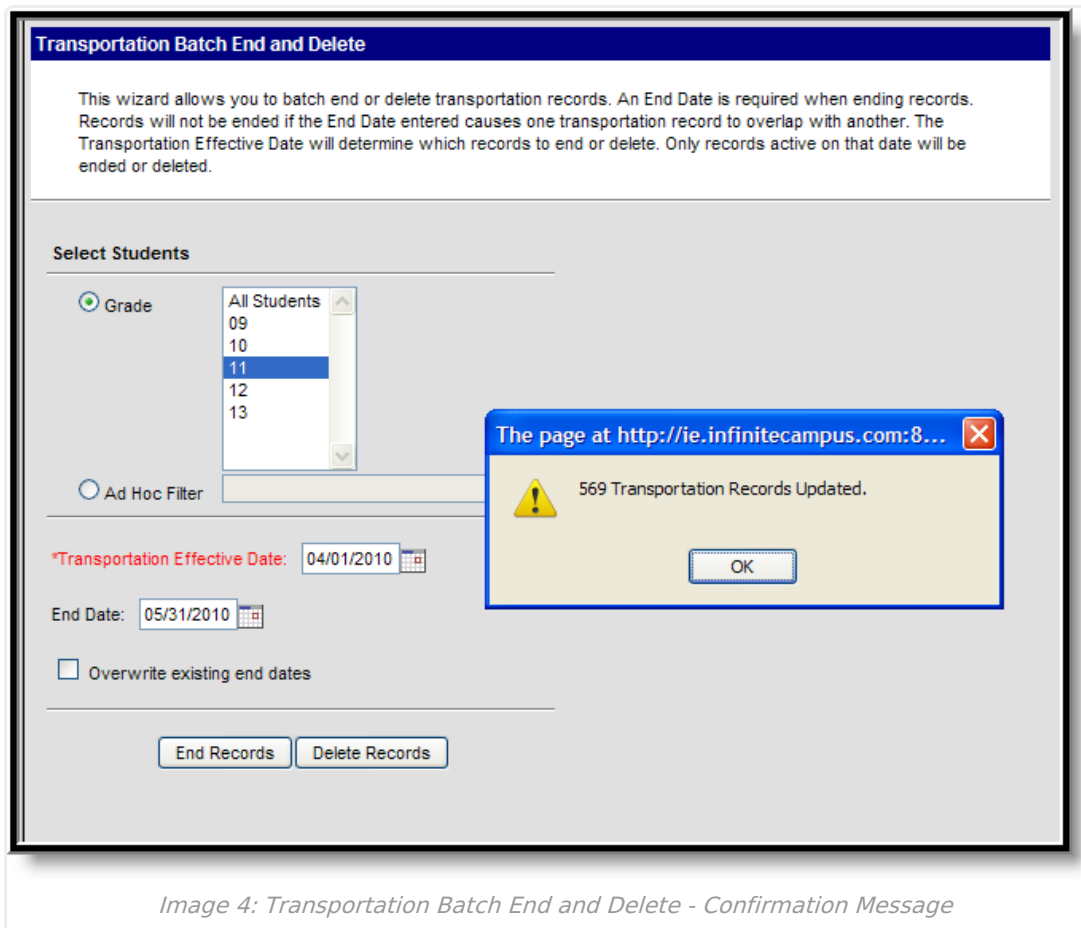 Transportation Batch End and Delete
This wizard allows you to batch end or delete transportation records. An End Date is required when ending records.
Records will not be ended if the End Date entered causes one transportation record to overlap with another. The
Transportation Effective Date will determine which records to end or delete. Only records active on that date will be
ended or deleted.
Select Students
Grade
All Students
09
10
11
12
13
Ad Hoc Filter
The page at http://ie.infinitecampus.com:8...
569 Transportation Records Updated.
OK
*Transportation Effective Date: 04/01/2010
End Date: 05/31/2010
Overwrite existing end dates
End Records Delete Records
Image 4: Transportation Batch End and Delete - Confirmation Message